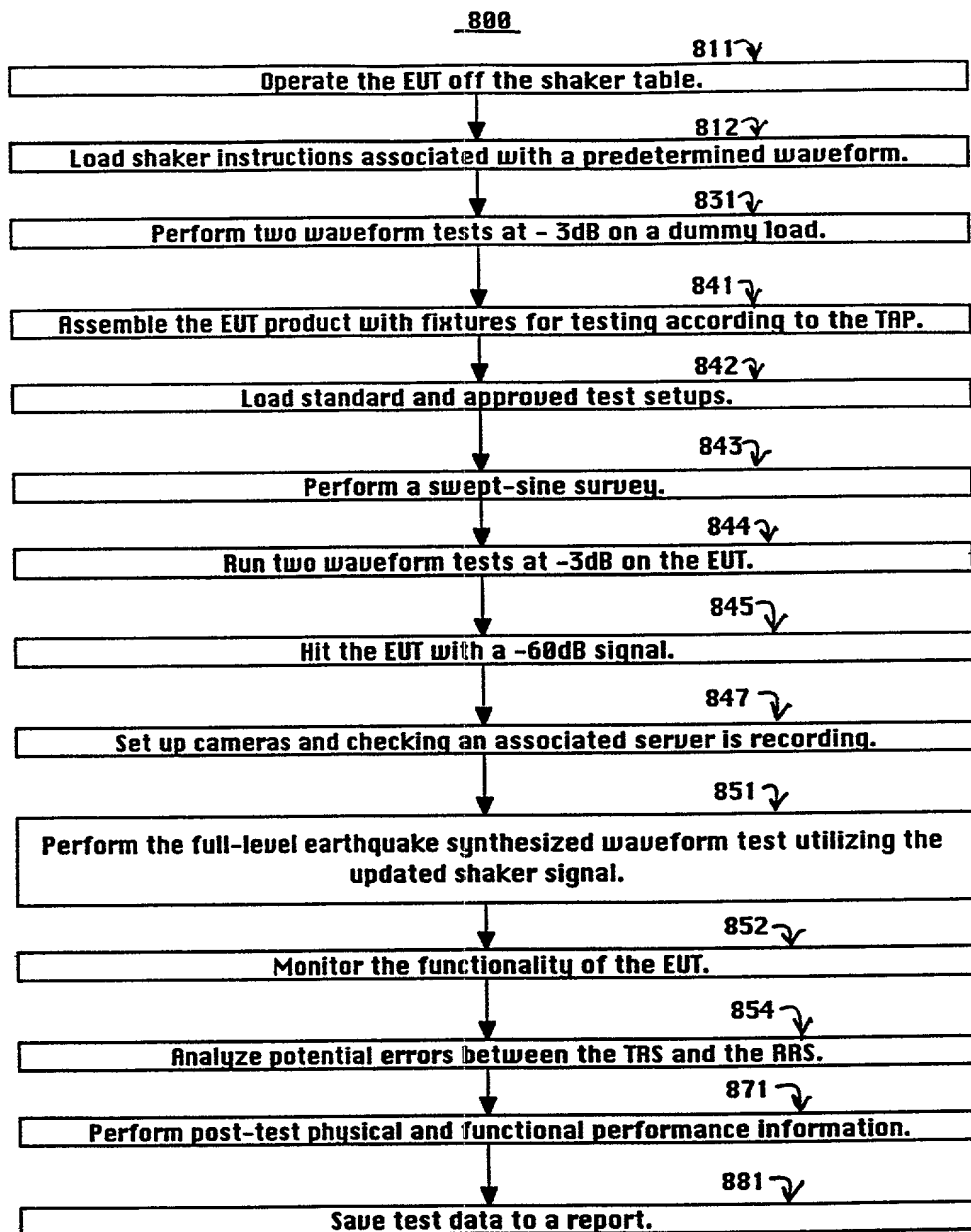 800
811
Operate the EUT off the shaker table.
812
Load shaker instructions associated with a predetermined waveform.
831
Perform two waveform tests at - 3dB on a dummy load.
841
Assemble the EUT product with fixtures for testing according to the TAP.
842
Load standard and approved test setups.
843
Perform a swept-sine survey.
844
Run two waveform tests at -3dB on the EUT.
845
Hit the EUT with a -60dB signal.
847
Set up cameras and checking an associated server is recording.
851
Perform the full-level earthquake synthesized waveform test utilizing the
updated shaker signal.
852
Monitor the functionality of the EUT.
854
Analyze potential errors between the TRS and the RRS.
871
Perform post-test physical and functional performance information.
881
Save test data to a report.